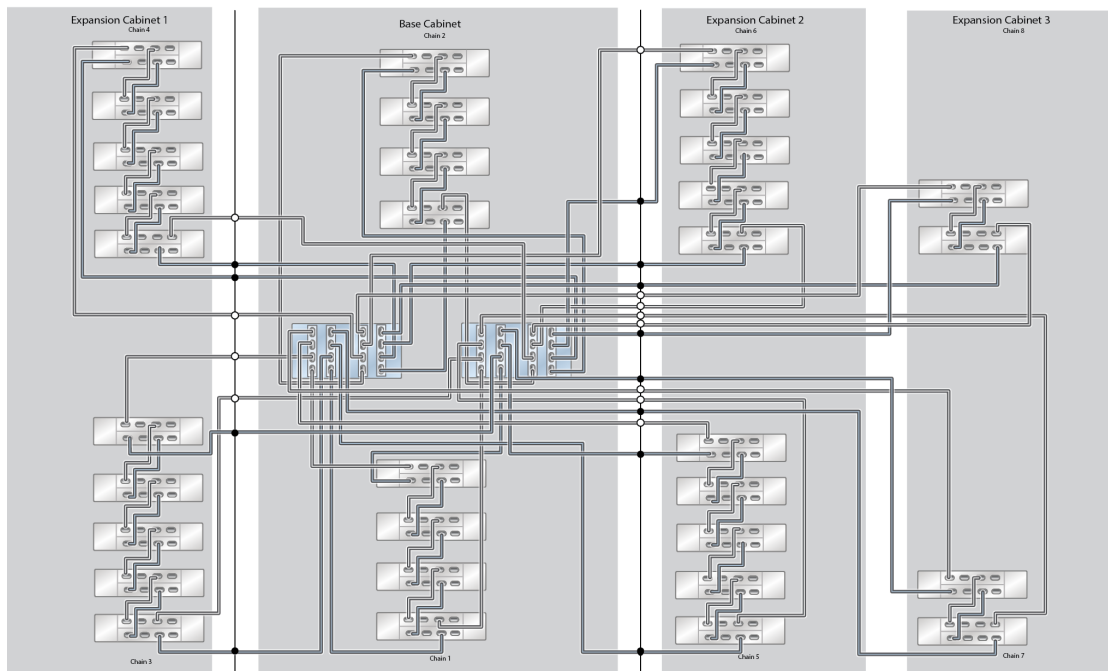 Expansion Cabinet 1
Chain 4
Base Cabinet
Chain 2
Expansion Cabinet 2
Chain 6
Expansion Cabinet 3
Chain 8
Chain 3
Chain 1
Chain 5
Chain 7